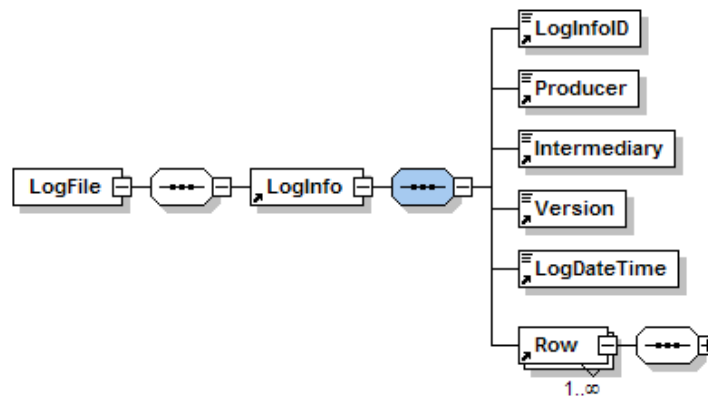 LogInfoID
Producer
Intermediary
LogFile
LogInfo
Version
LogDateTime
Row
1..∞